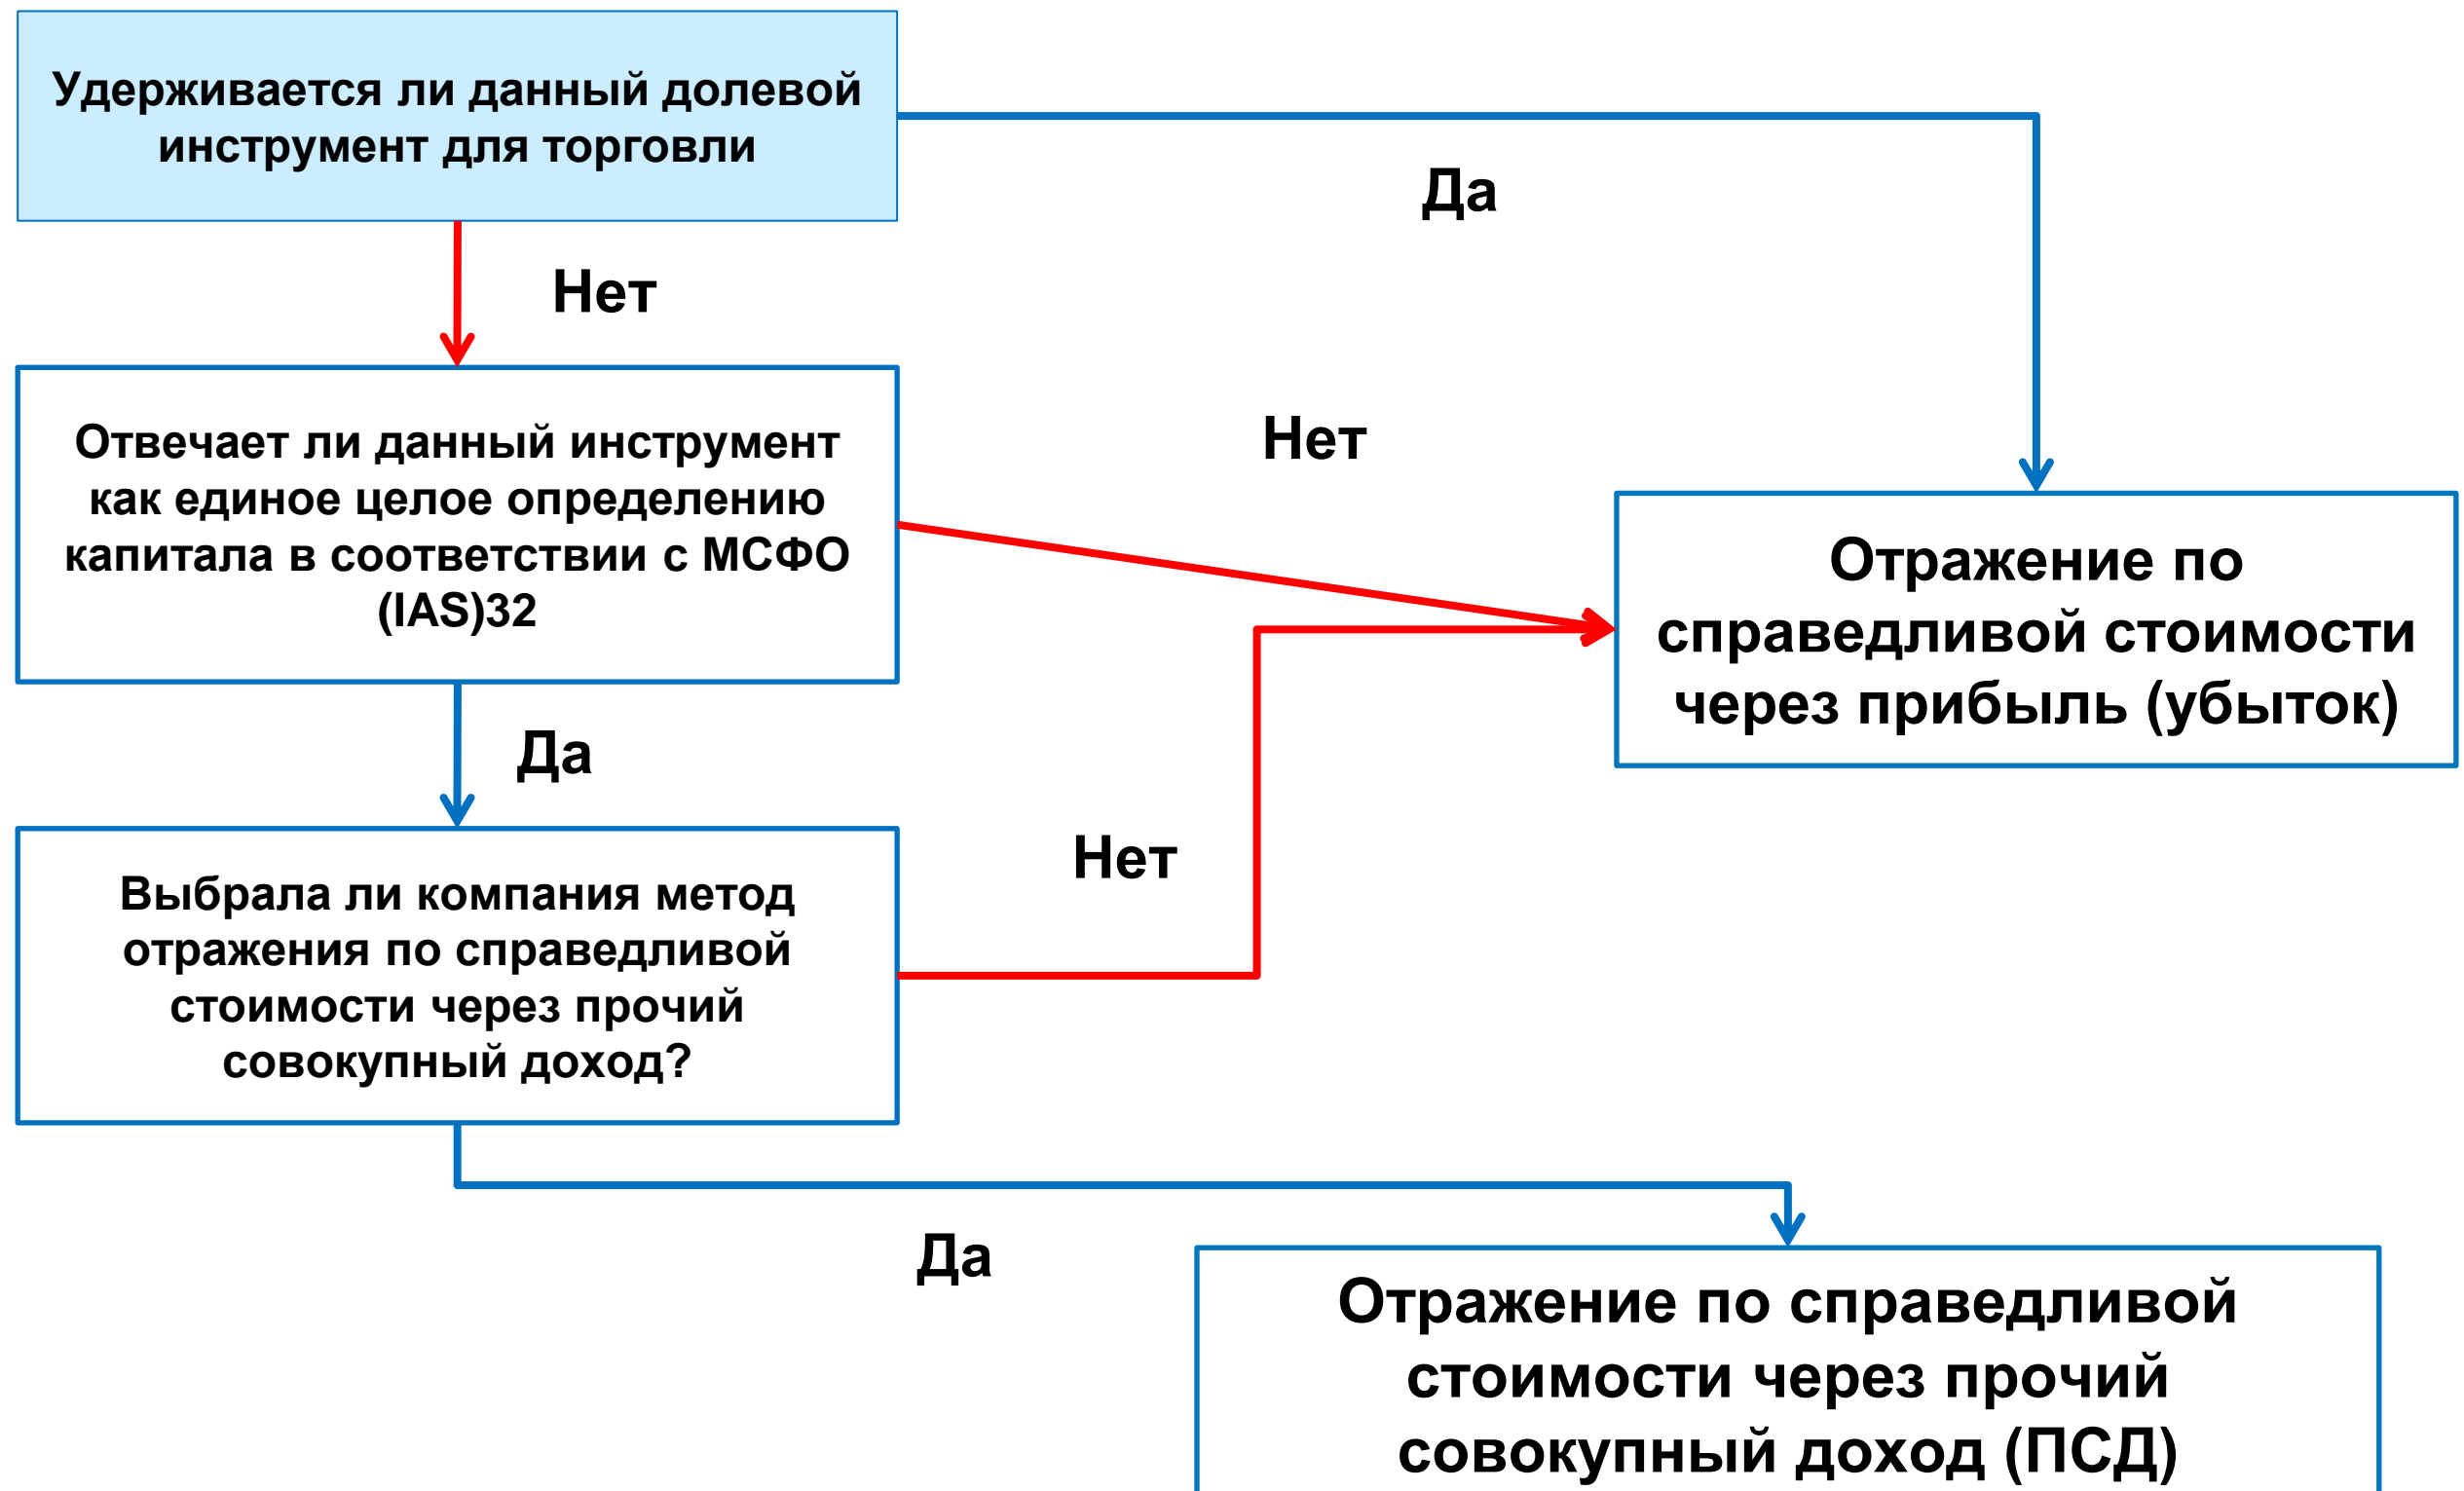 Удерживается ли данный долевой
инструмент для торговли
Да
Нет
Отвечает ли данный инструмент
как единое целое определению
капитала в соответствии с МСФО
(IAS)32
Нет
Отражение по
справедливой стоимости
через прибыль (убыток)
Да
Выбрала ли компания метод
отражения по справедливой
стоимости через прочий
совокупный доход?
Нет
Да
Отражение по справедливой
стоимости через прочий
совокупный доход (ПСД)